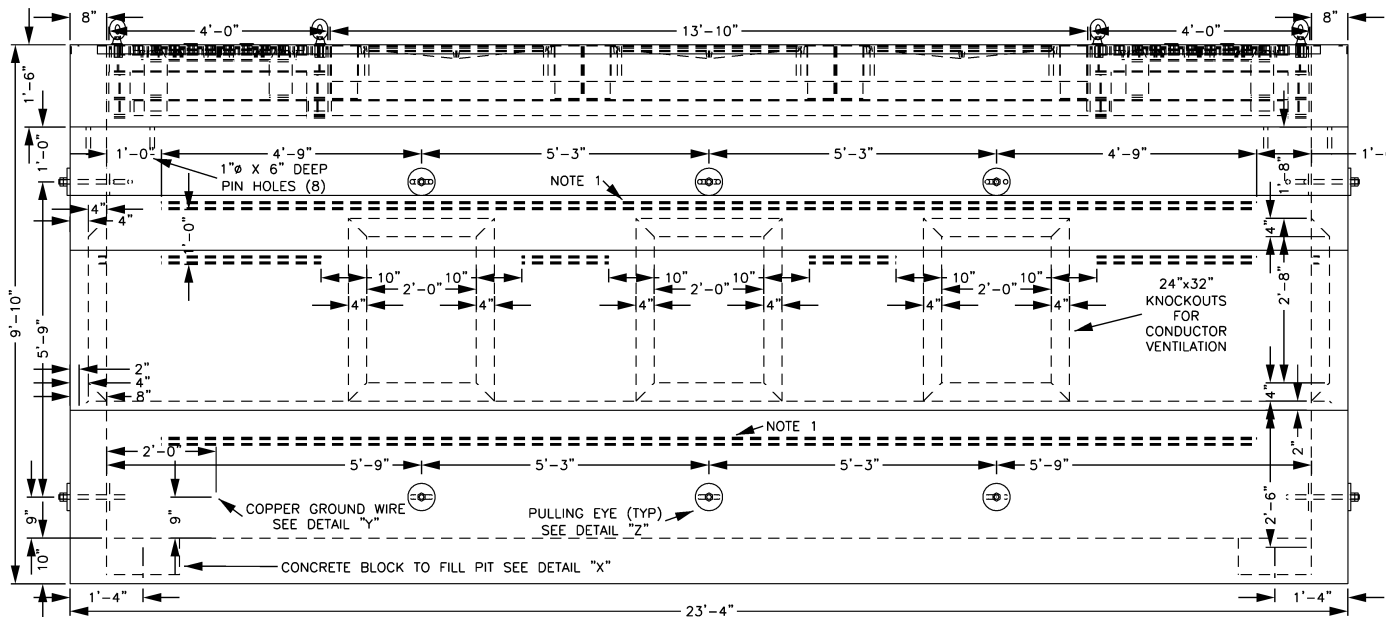 8" 4'-0" 13'-10" 4'-0" 8"
1'-6"
1'-0"
1'-0 4'-9" 5'-3" 5'-3" 4'-9" 1'-
1"ø X 6" DEEP
PIN HOLES (8)
NOTE 1
1'-8"
4"
4"
1'-0"
4"
10" 10" 10" 10" 10" 10"
2'-0" 2'-0" 2'-0"
4" 4" 4" 4" 4" 4"
24"x32"
KNOCKOUTS
FOR
CONDUCTOR
VENTILATION
2'-8"
9'-10"
5'-9"
2"
4"
8"
4"
NOTE 1
2'-0"
2"
5'-9" 5'-3" 5'-3" 5'-9"
COPPER GROUND WIRE
SEE DETAIL "Y"
PULLING EYE (TYP)
SEE DETAIL "Z"
2'-6"
9"
9"
10"
CONCRETE BLOCK TO FILL PIT SEE DETAIL "X"
1'-4" 1'-4"
23'-4"